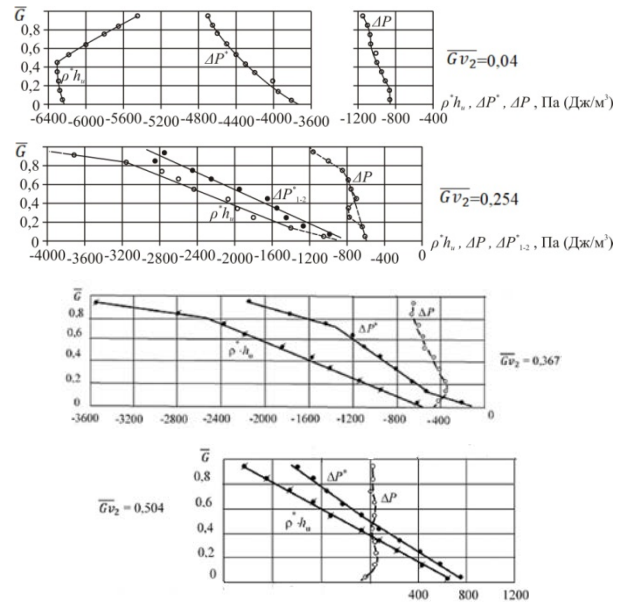 G̅
0,8
0,6
0,4
0,2
0
ρ*hᵤ
ΔP*
ΔP
-6400 -6000 -5600 -5200 -4800 -4400 -4000 -3600
-1200 -800 -400
G̅v̅₂=0,04
ρ*hᵤ , ΔP*, ΔP , Па (Дж/м³)
G̅
0,8
0,6
0,4
0,2
0
ΔP
ΔP*₁₋₂
ρ*hᵤ
-4000 -3600 -3200 -2800 -2400 -2000 -1600 -1200 -800 -400 0
G̅v̅₂=0,254
ρ*hᵤ , ΔP, ΔP*₁₋₂ , Па (Дж/м³)
G̅
0,8
0,6
0,4
0,2
0
ΔP
ΔP*
ρ*·hᵤ
-3600 -3200 -2800 -2400 -2000 -1600 -1200 -800 -400 0
G̅v̅₂ = 0,367
G̅
0,8
0,6
0,4
0,2
0
ΔP*
ΔP
ρ*·hᵤ
G̅v̅₂ = 0,504
400 800 1200